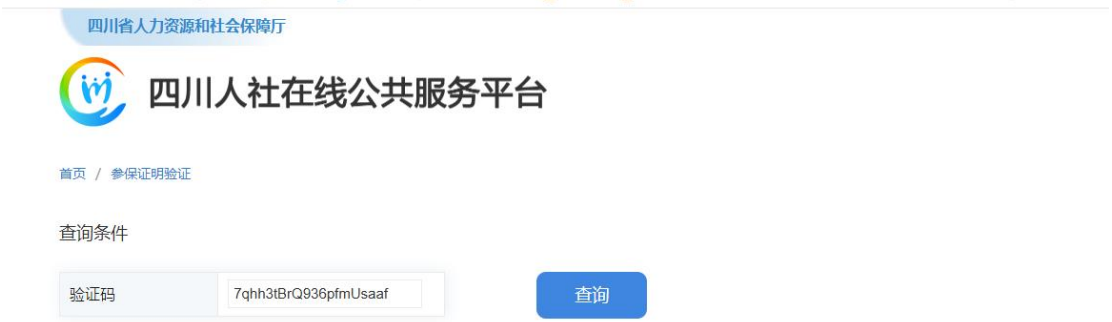 四川省人力资源和社会保障厅
四川人社在线公共服务平台
首页 / 参保证明验证
查询条件
验证码 7qhh3tBrQ936pfmUsaaf 查询